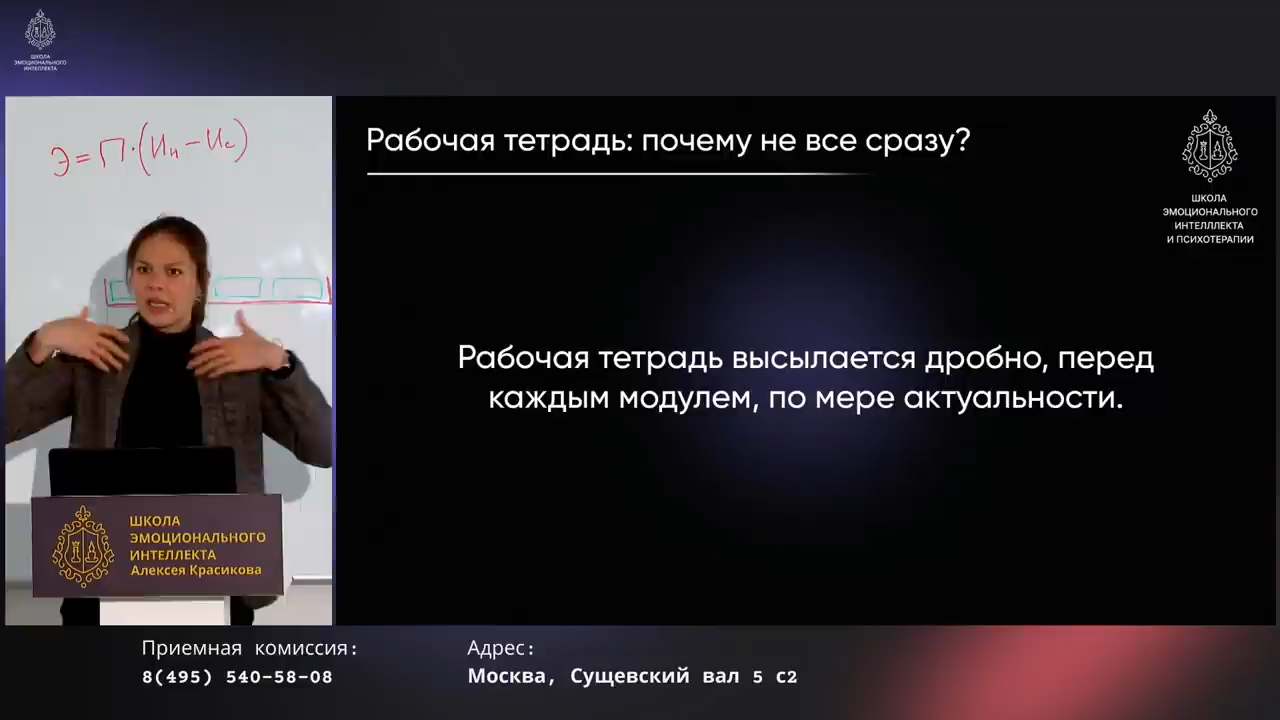 ШКОЛА
ЭМОЦИОНАЛЬНОГО
ИНТЕЛЛЕКТА
Э = П · (Ин − Ис)
Рабочая тетрадь: почему не все сразу?
ШКОЛА
ЭМОЦИОНАЛЬНОГО
ИНТЕЛЛЛЕКТА
И ПСИХОТЕРАПИИ
Рабочая тетрадь высылается дробно, перед
каждым модулем, по мере актуальности.
ШКОЛА
ЭМОЦИОНАЛЬНОГО
ИНТЕЛЛЕКТА
Алексея Красикова
Приемная комиссия:
8(495) 540-58-08
Адрес:
Москва, Сущевский вал 5 с2